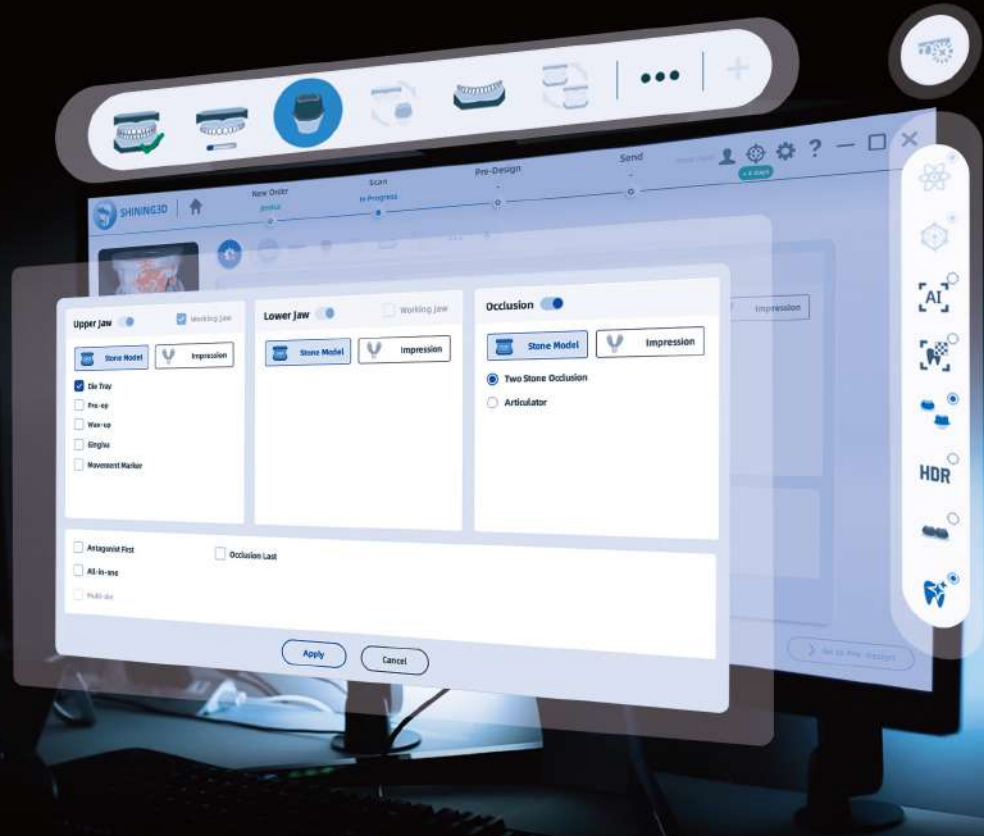 New Order
Scan
Pre-Design
Send
SHINING3D
In Progress
Upper Jaw
Working Jaw
Stone Model
Impression
Die Tray
Pre-op
Wax-up
Gingiva
Movement Marker
Lower Jaw
Working Jaw
Stone Model
Impression
Occlusion
Stone Model
Impression
Two Stone Occlusion
Articulator
Impression
Antagonist First
Occlusion Last
All-in-one
Multi-die
Apply
Cancel
AI
HDR
?